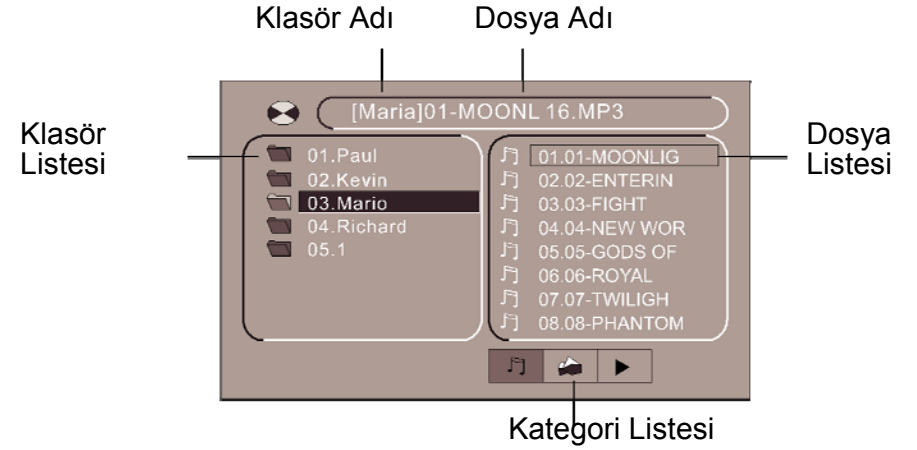 Klasör Adı
Dosya Adı
[Maria]01-MOONL 16.MP3
Klasör
Listesi
01.Paul
02.Kevin
03.Mario
04.Richard
05.1
01.01-MOONLIG
02.02-ENTERIN
03.03-FIGHT
04.04-NEW WOR
05.05-GODS OF
06.06-ROYAL
07.07-TWILIGH
08.08-PHANTOM
Dosya
Listesi
Kategori Listesi